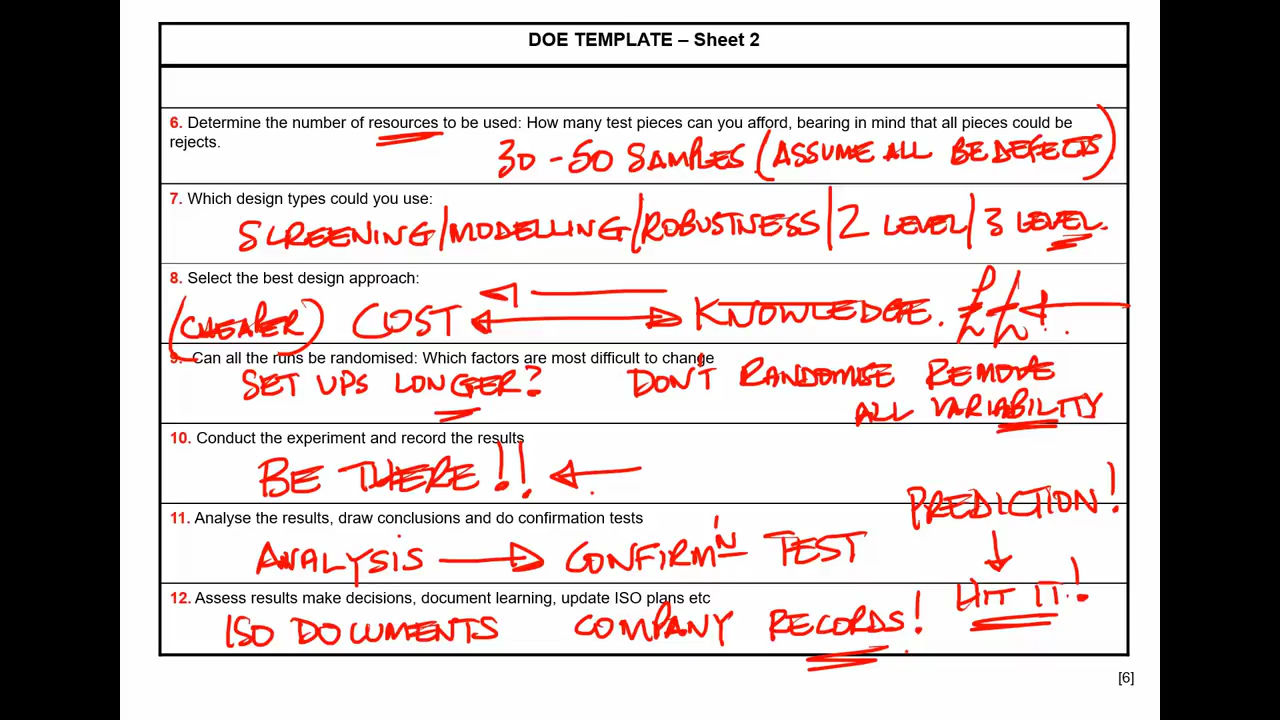 DOE TEMPLATE – Sheet 2
6. Determine the number of resources to be used: How many test pieces can you afford, bearing in mind that all pieces could be
rejects.
30 - 50 SAMPLES (ASSUME ALL BE DEFECTS)
7. Which design types could you use:
SCREENING/MODELLING/ROBUSTNESS/2 LEVEL/3 LEVEL.
8. Select the best design approach:
(CHEAPER) COST KNOWLEDGE. ££
9. Can all the runs be randomised: Which factors are most difficult to change
SET UPS LONGER? DON'T RANDOMISE REMOVE
ALL VARIABILITY
10. Conduct the experiment and record the results
BE THERE!!
PREDICTION!
11. Analyse the results, draw conclusions and do confirmation tests
ANALYSIS CONFIRM'N TEST
HIT IT!
12. Assess results make decisions, document learning, update ISO plans etc
ISO DOCUMENTS COMPANY RECORDS!
[6]